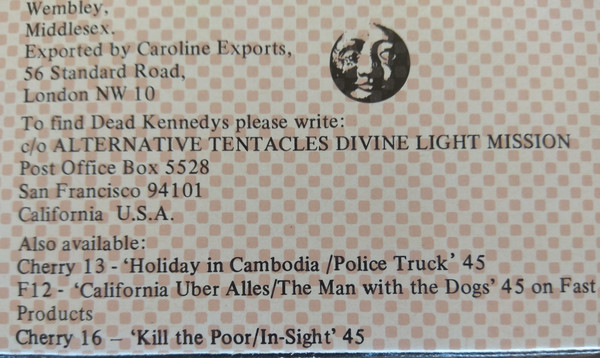 Wembley,
Middlesex.
Exported by Caroline Exports,
56 Standard Road,
London NW 10
To find Dead Kennedys please write:
c/o ALTERNATIVE TENTACLES DIVINE LIGHT MISSION
Post Office Box 5528
San Francisco 94101
California U.S.A.
Also available:
Cherry 13 - ‘Holiday in Cambodia /Police Truck’ 45
F12 - ‘California Uber Alles/The Man with the Dogs’ 45 on Fast
Products
Cherry 16 – ‘Kill the Poor/In-Sight’ 45